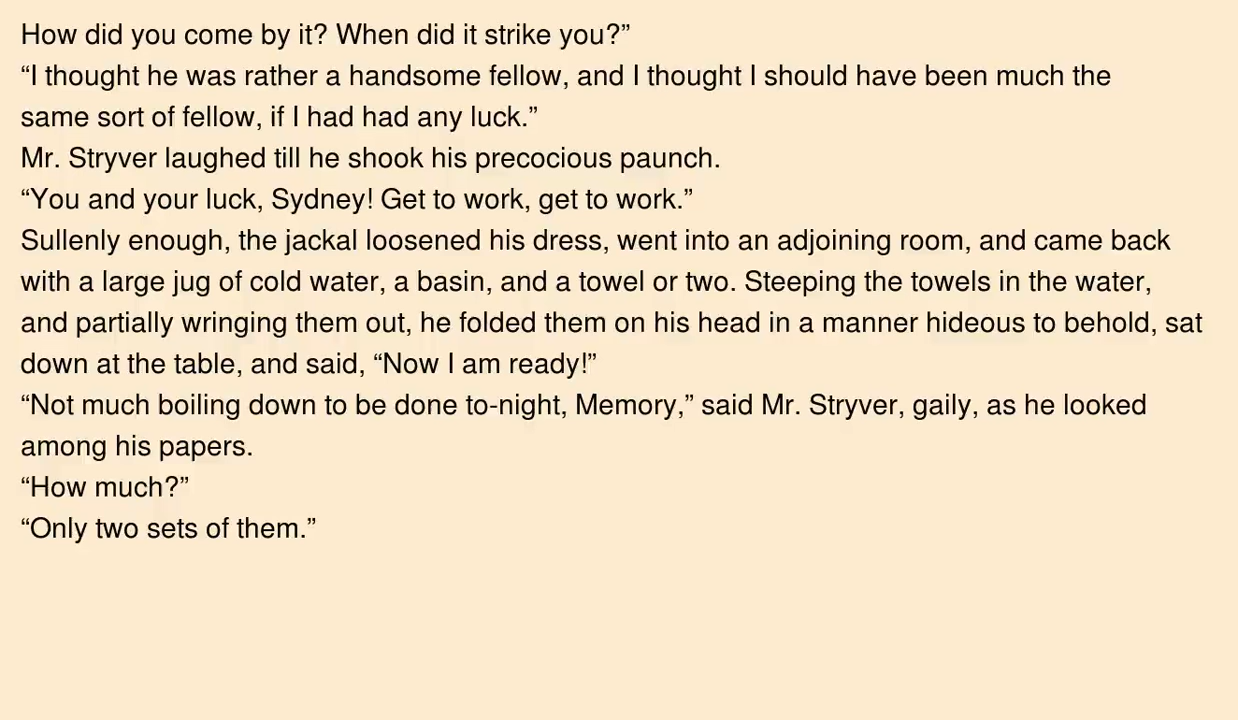 How did you come by it? When did it strike you?”
“I thought he was rather a handsome fellow, and I thought I should have been much the
same sort of fellow, if I had had any luck.”
Mr. Stryver laughed till he shook his precocious paunch.
“You and your luck, Sydney! Get to work, get to work.”
Sullenly enough, the jackal loosened his dress, went into an adjoining room, and came back
with a large jug of cold water, a basin, and a towel or two. Steeping the towels in the water,
and partially wringing them out, he folded them on his head in a manner hideous to behold, sat
down at the table, and said, “Now I am ready!”
“Not much boiling down to be done to-night, Memory,” said Mr. Stryver, gaily, as he looked
among his papers.
“How much?”
“Only two sets of them.”